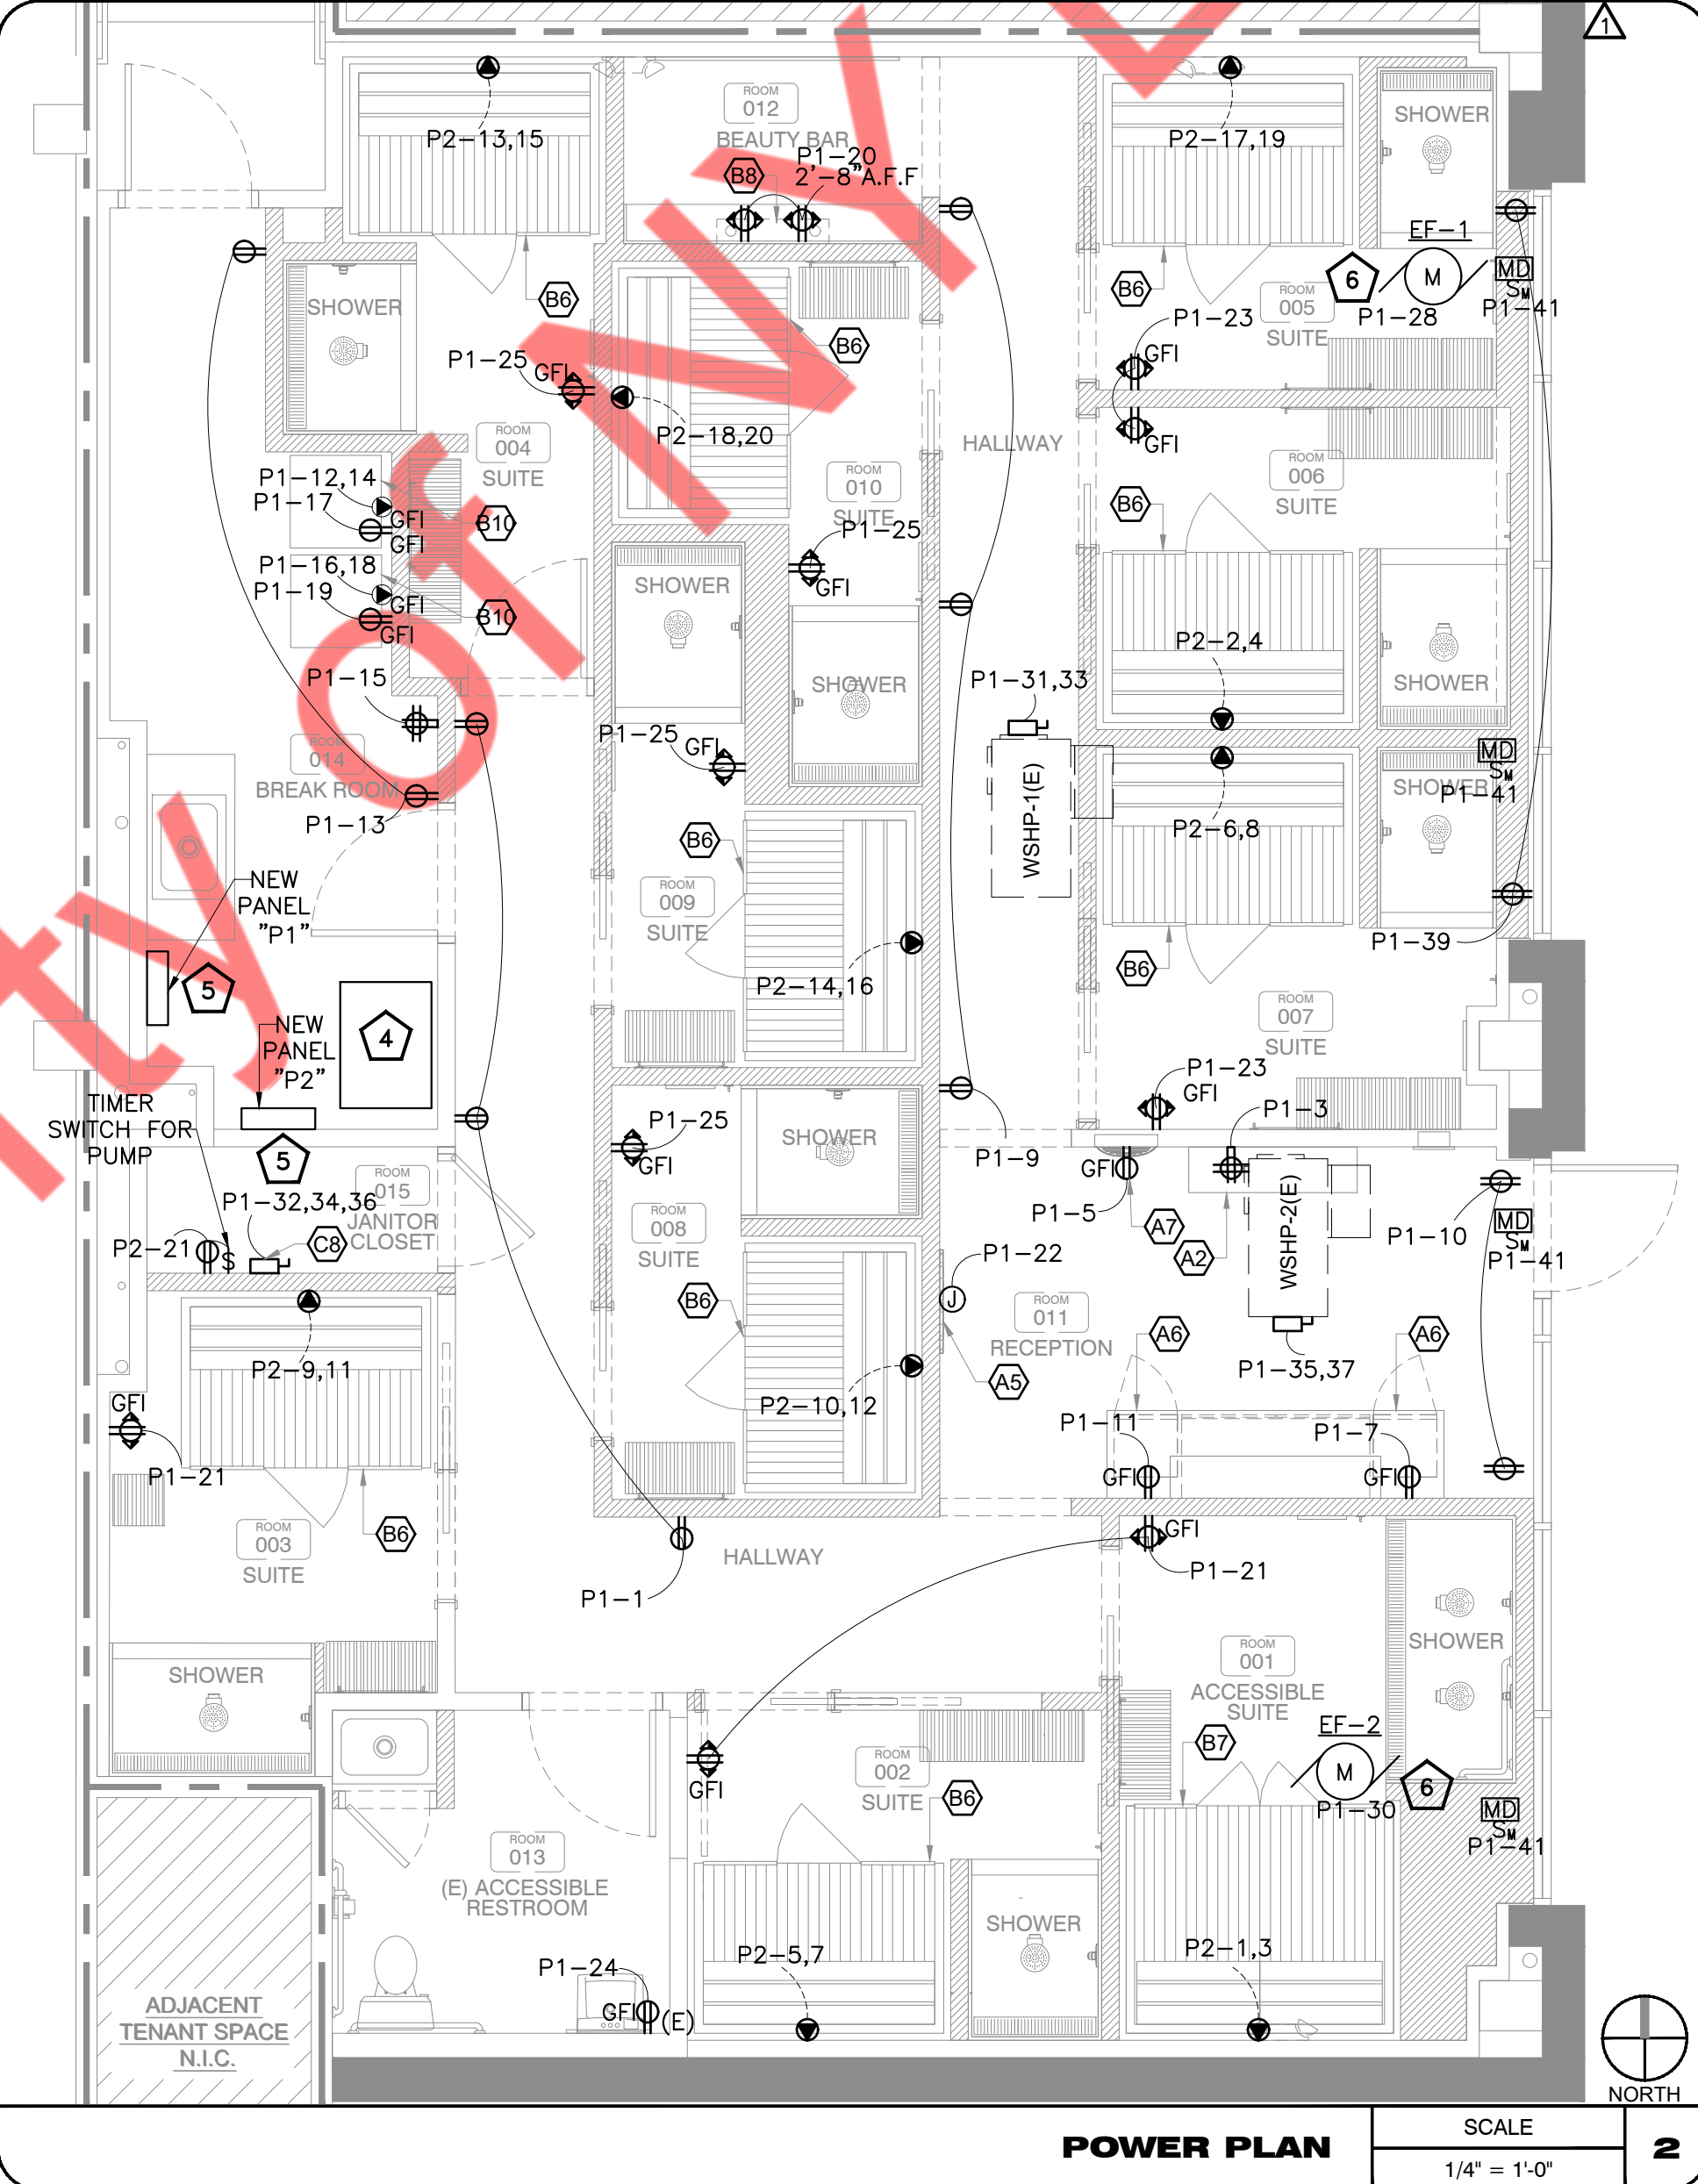 1
ROOM
012
BEAUTY BAR
P2-13,15
P1-20
2'-8"A.F.F
B8
P2-17,19
SHOWER
EF-1
M
6
P1-28
MD
SM
P1-41
B6
ROOM
005
SUITE
P1-23
GFI
GFI
SHOWER
B6
B6
P1-25
GFI
P2-18,20
HALLWAY
ROOM
004
SUITE
ROOM
010
SUITE
ROOM
006
SUITE
P1-12,14
P1-17
GFI
GFI
B10
P1-16,18
P1-19
GFI
GFI
B10
P1-25
GFI
B6
SHOWER
P2-2,4
SHOWER
SHOWER
P1-15
P1-31,33
WSHP-1(E)
P1-25
GFI
ROOM
014
BREAK ROOM
P1-13
MD
SM
P1-41
SHOWER
P2-6,8
B6
ROOM
009
SUITE
NEW
PANEL
"P1"
5
P1-39
B6
P2-14,16
NEW
PANEL
"P2"
4
5
ROOM
007
SUITE
TIMER
SWITCH FOR
PUMP
P1-23
GFI
P1-3
P1-25
GFI
SHOWER
P1-9
GFI
P1-5
A7
A2
WSHP-2(E)
P1-10
MD
SM
P1-41
ROOM
015
JANITOR
CLOSET
P1-32,34,36
P2-21
S
C8
ROOM
008
SUITE
P1-22
J
B6
ROOM
011
RECEPTION
A5
A6
A6
P1-35,37
P2-9,11
P2-10,12
GFI
P1-21
P1-11
GFI
P1-7
GFI
B6
ROOM
003
SUITE
HALLWAY
P1-1
GFI
P1-21
SHOWER
SHOWER
ROOM
001
ACCESSIBLE
SUITE
EF-2
M
6
P1-30
B7
MD
SM
P1-41
GFI
ROOM
002
SUITE
B6
ROOM
013
(E) ACCESSIBLE
RESTROOM
SHOWER
P2-5,7
P2-1,3
P1-24
GFI
(E)
ADJACENT
TENANT SPACE
N.I.C.
NORTH
POWER PLAN
SCALE
1/4" = 1'-0"
2
ty of NY